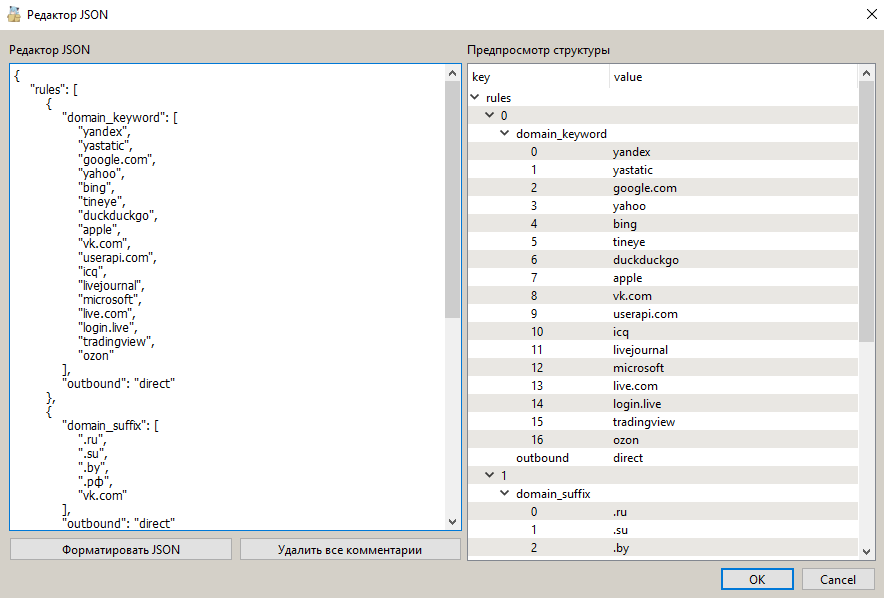 Редактор JSON
Редактор JSON
{
"rules": [
{
"domain_keyword": [
"yandex",
"yastatic",
"google.com",
"yahoo",
"bing",
"tineye",
"duckduckgo",
"apple",
"vk.com",
"userapi.com",
"icq",
"livejournal",
"microsoft",
"live.com",
"login.live",
"tradingview",
"ozon"
],
"outbound": "direct"
},
{
"domain_suffix": [
".ru",
".su",
".by",
".рф",
"vk.com"
],
"outbound": "direct"
Форматировать JSON
Удалить все комментарии
Предпросмотр структуры
key value
rules
0
domain_keyword
0 yandex
1 yastatic
2 google.com
3 yahoo
4 bing
5 tineye
6 duckduckgo
7 apple
8 vk.com
9 userapi.com
10 icq
11 livejournal
12 microsoft
13 live.com
14 login.live
15 tradingview
16 ozon
outbound direct
1
domain_suffix
0 .ru
1 .su
2 .by
OK
Cancel